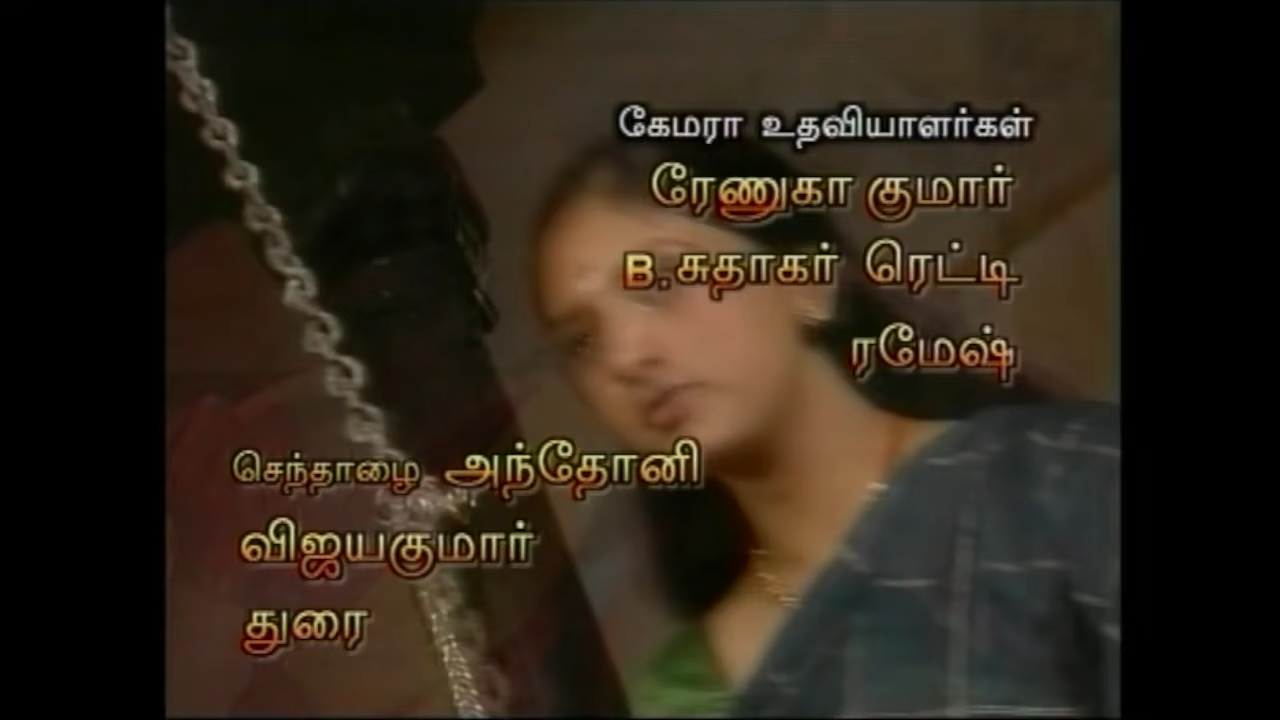 கேமரா உதவியாளர்கள்
ரேணுகா குமார்
B.சுதாகர் ரெட்டி
ரமேஷ்
செந்தாழை அந்தோனி
விஜயகுமார்
துரை